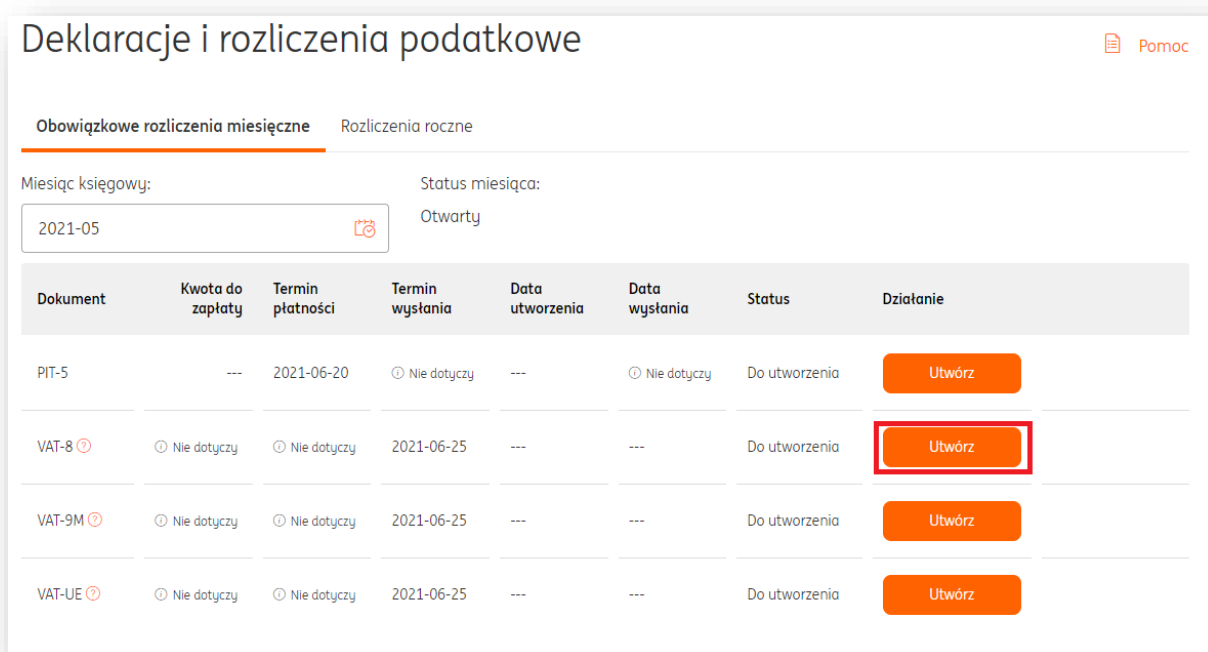 Deklaracje i rozliczenia podatkowe
Pomoc
Obowiązkowe rozliczenia miesięczne Rozliczenia roczne
Miesiąc księgowy: Status miesiąca:
2021-05 Otwarty
Dokument Kwota do zapłaty Termin płatności Termin wysłania Data utworzenia Data wysłania Status Działanie
PIT-5 --- 2021-06-20 Nie dotyczy --- Nie dotyczy Do utworzenia Utwórz
VAT-8 Nie dotyczy Nie dotyczy 2021-06-25 --- --- Do utworzenia Utwórz
VAT-9M Nie dotyczy Nie dotyczy 2021-06-25 --- --- Do utworzenia Utwórz
VAT-UE Nie dotyczy Nie dotyczy 2021-06-25 --- --- Do utworzenia Utwórz